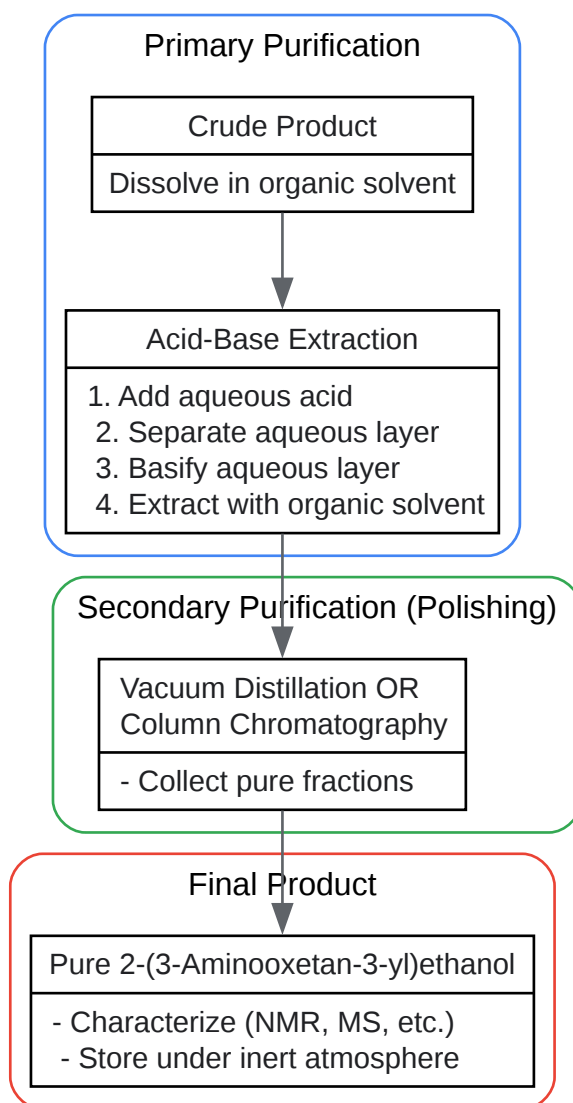 Primary Purification
Crude Product
Dissolve in organic solvent
Acid-Base Extraction
1. Add aqueous acid
2. Separate aqueous layer
3. Basify aqueous layer
4. Extract with organic solvent
Secondary Purification (Polishing)
Vacuum Distillation OR
Column Chromatography
- Collect pure fractions
Final Product
Pure 2-(3-Aminooxetan-3-yl)ethanol
- Characterize (NMR, MS, etc.)
- Store under inert atmosphere